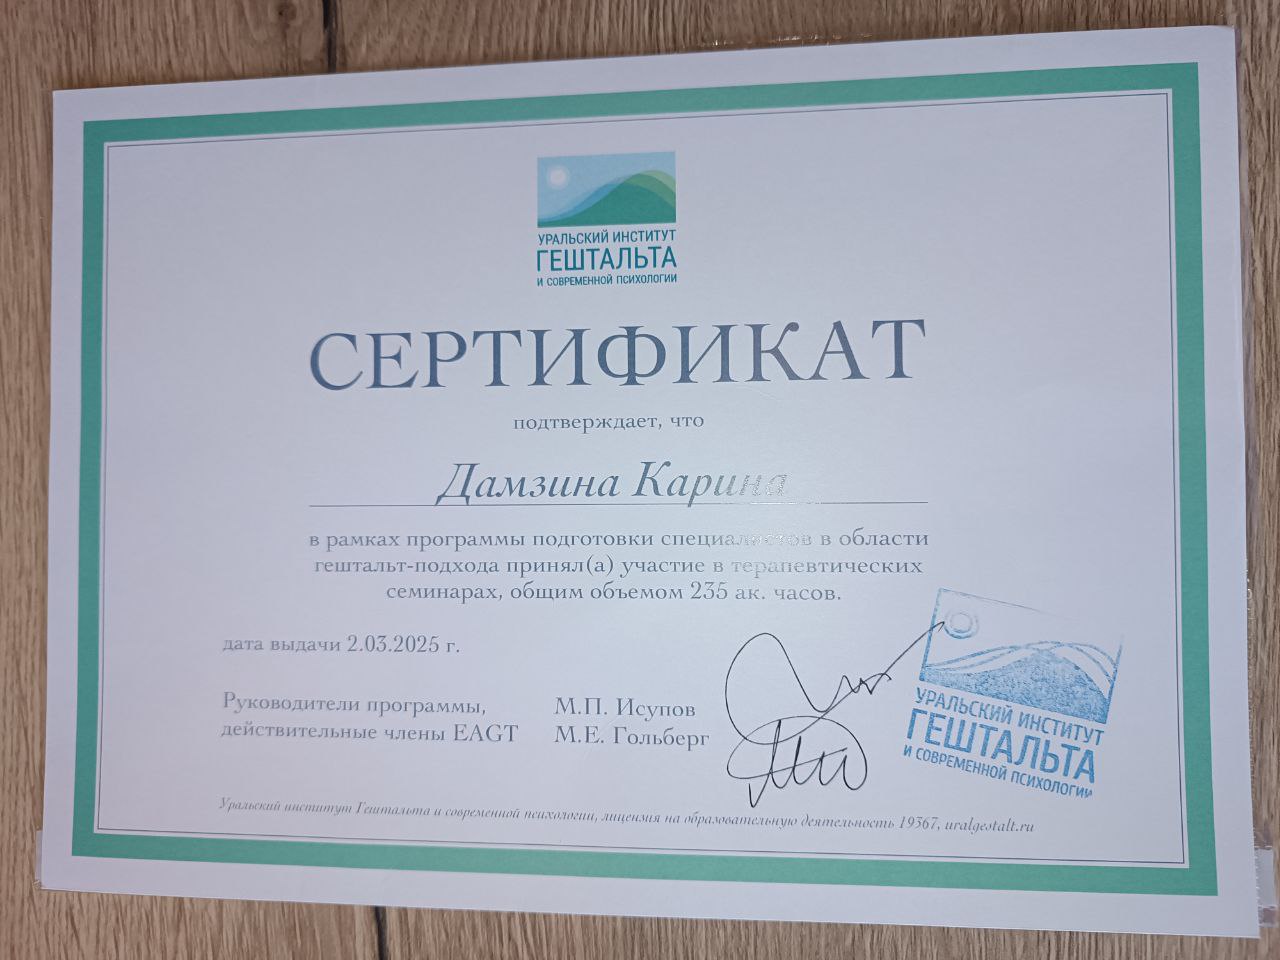 УРАЛЬСКИЙ ИНСТИТУТ
ГЕШТАЛЬТА
И СОВРЕМЕННОЙ ПСИХОЛОГИИ
СЕРТИФИКАТ
подтверждает, что
Дамзина Карина
в рамках программы подготовки специалистов в области
гештальт-подхода принял(а) участие в терапевтических
семинарах, общим объемом 235 ак. часов.
дата выдачи 2.03.2025 г.
Руководители программы,
действительные члены EAGT
М.П. Исупов
М.Е. Гольберг
УРАЛЬСКИЙ ИНСТИТУТ
ГЕШТАЛЬТА
И СОВРЕМЕННОЙ ПСИХОЛОГИИ
Уральский институт Гештальта и современной психологии, лицензия на образовательную деятельность 19367, uralgestalt.ru